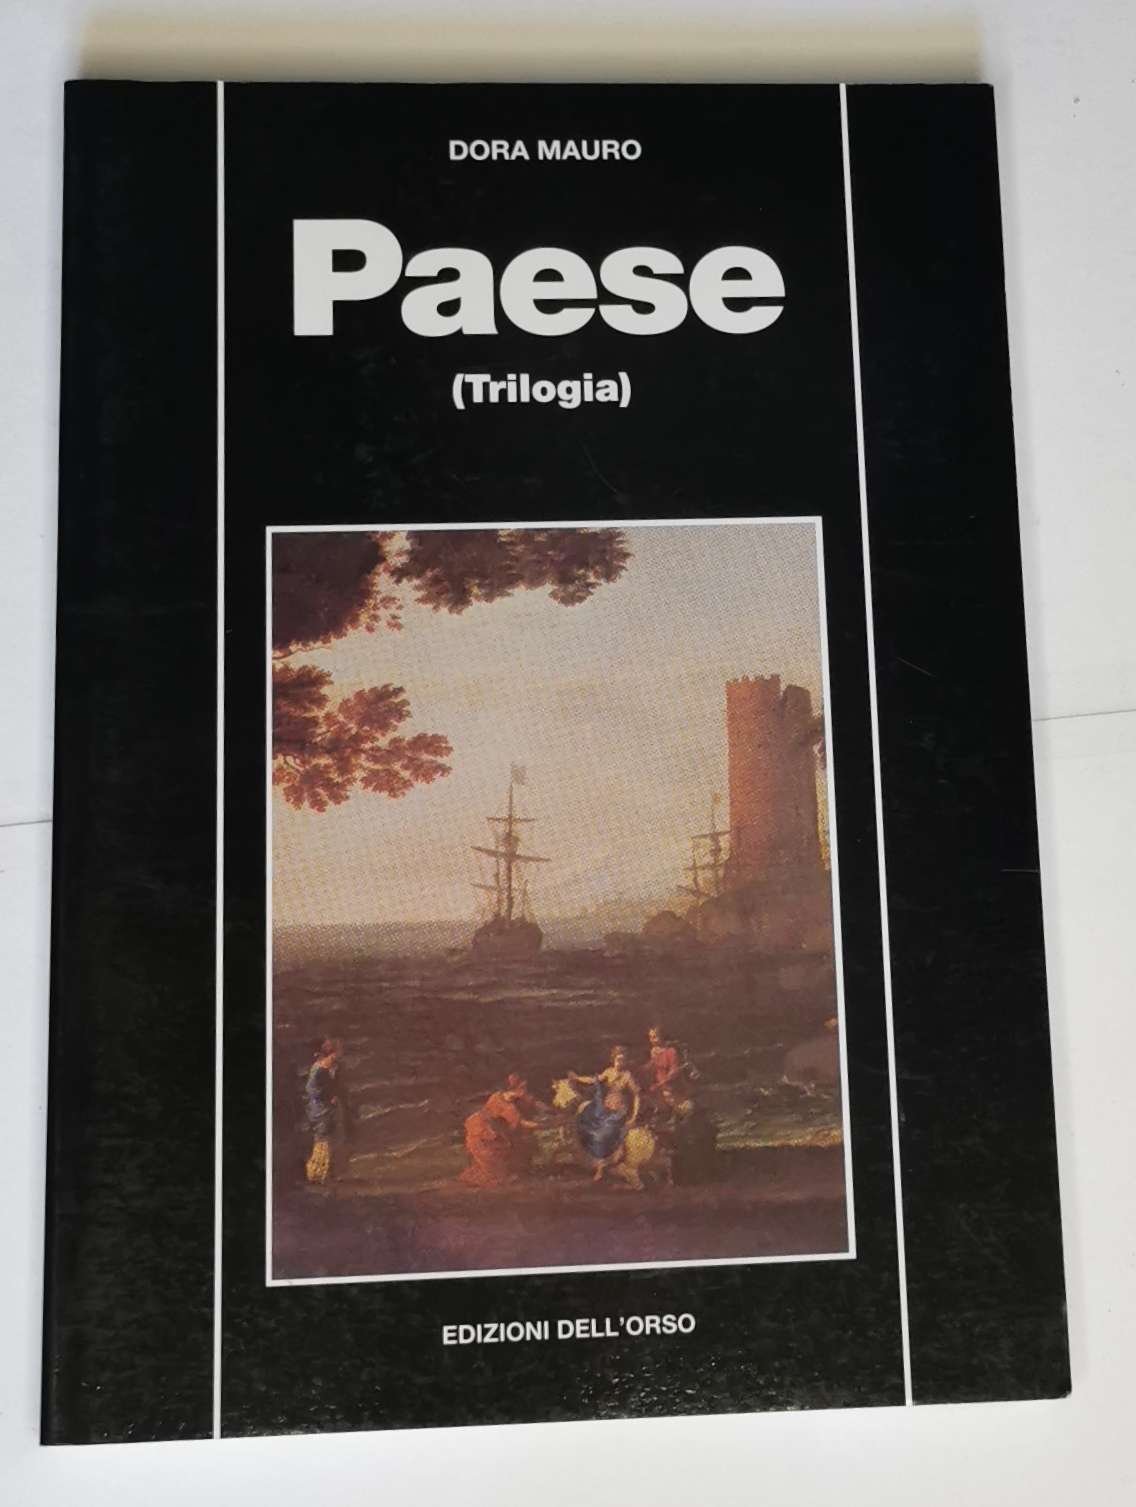 DORA MAURO
Paese
(Trilogia)
EDIZIONI DELL'ORSO